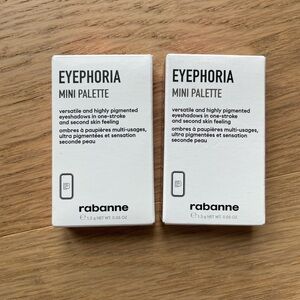 EYEPHORIA
MINI PALETTE
versatile and highly pigmented
eyeshadows in one-stroke
and second skin feeling
ombres à paupières multi-usages,
ultra pigmentées et sensation
seconde peau
rabanne
EYEPHORIA
MINI PALETTE
versatile and highly pigmented
eyeshadows in one-stroke
and second skin feeling
ombres à paupières multi-usages,
ultra pigmentées et sensation
seconde peau
rabanne